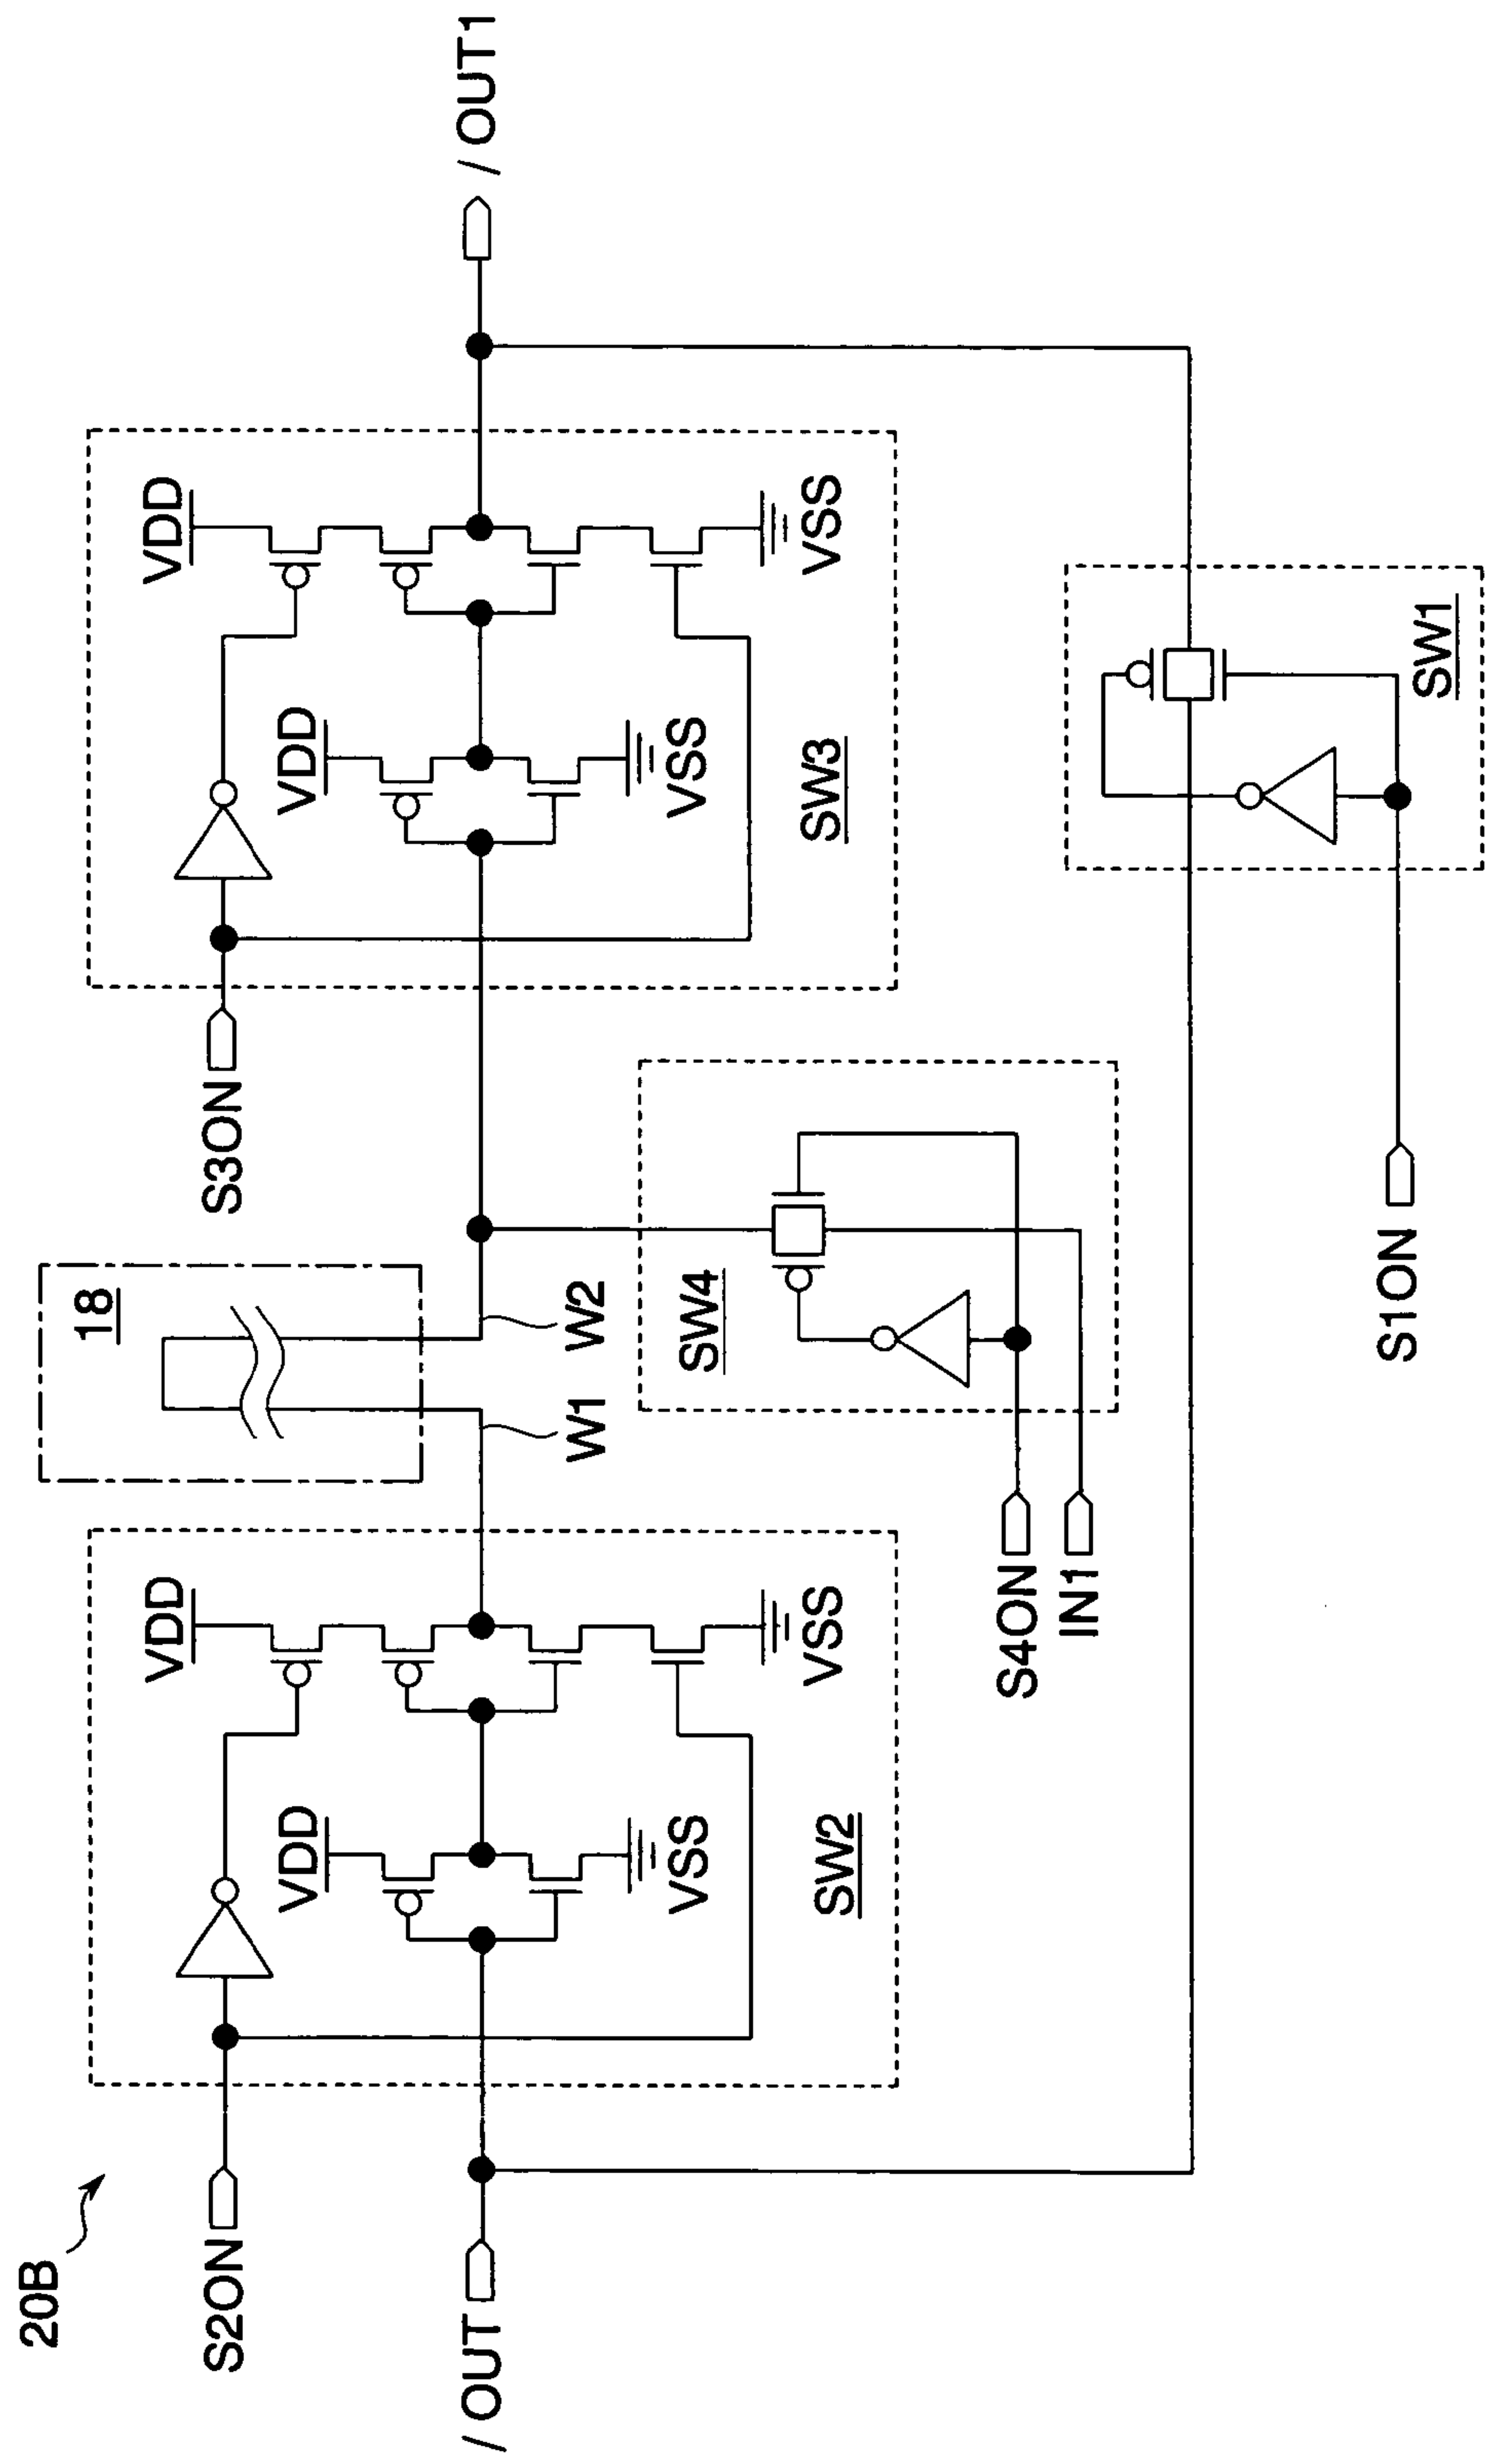 20B
S2ON
/ OUT
VDD
VDD
VSS
VSS
SW2
18
W1
W2
S3ON
VDD
VDD
VSS
VSS
SW3
/ OUT1
SW4
S4ON
IN1
S1ON
SW1